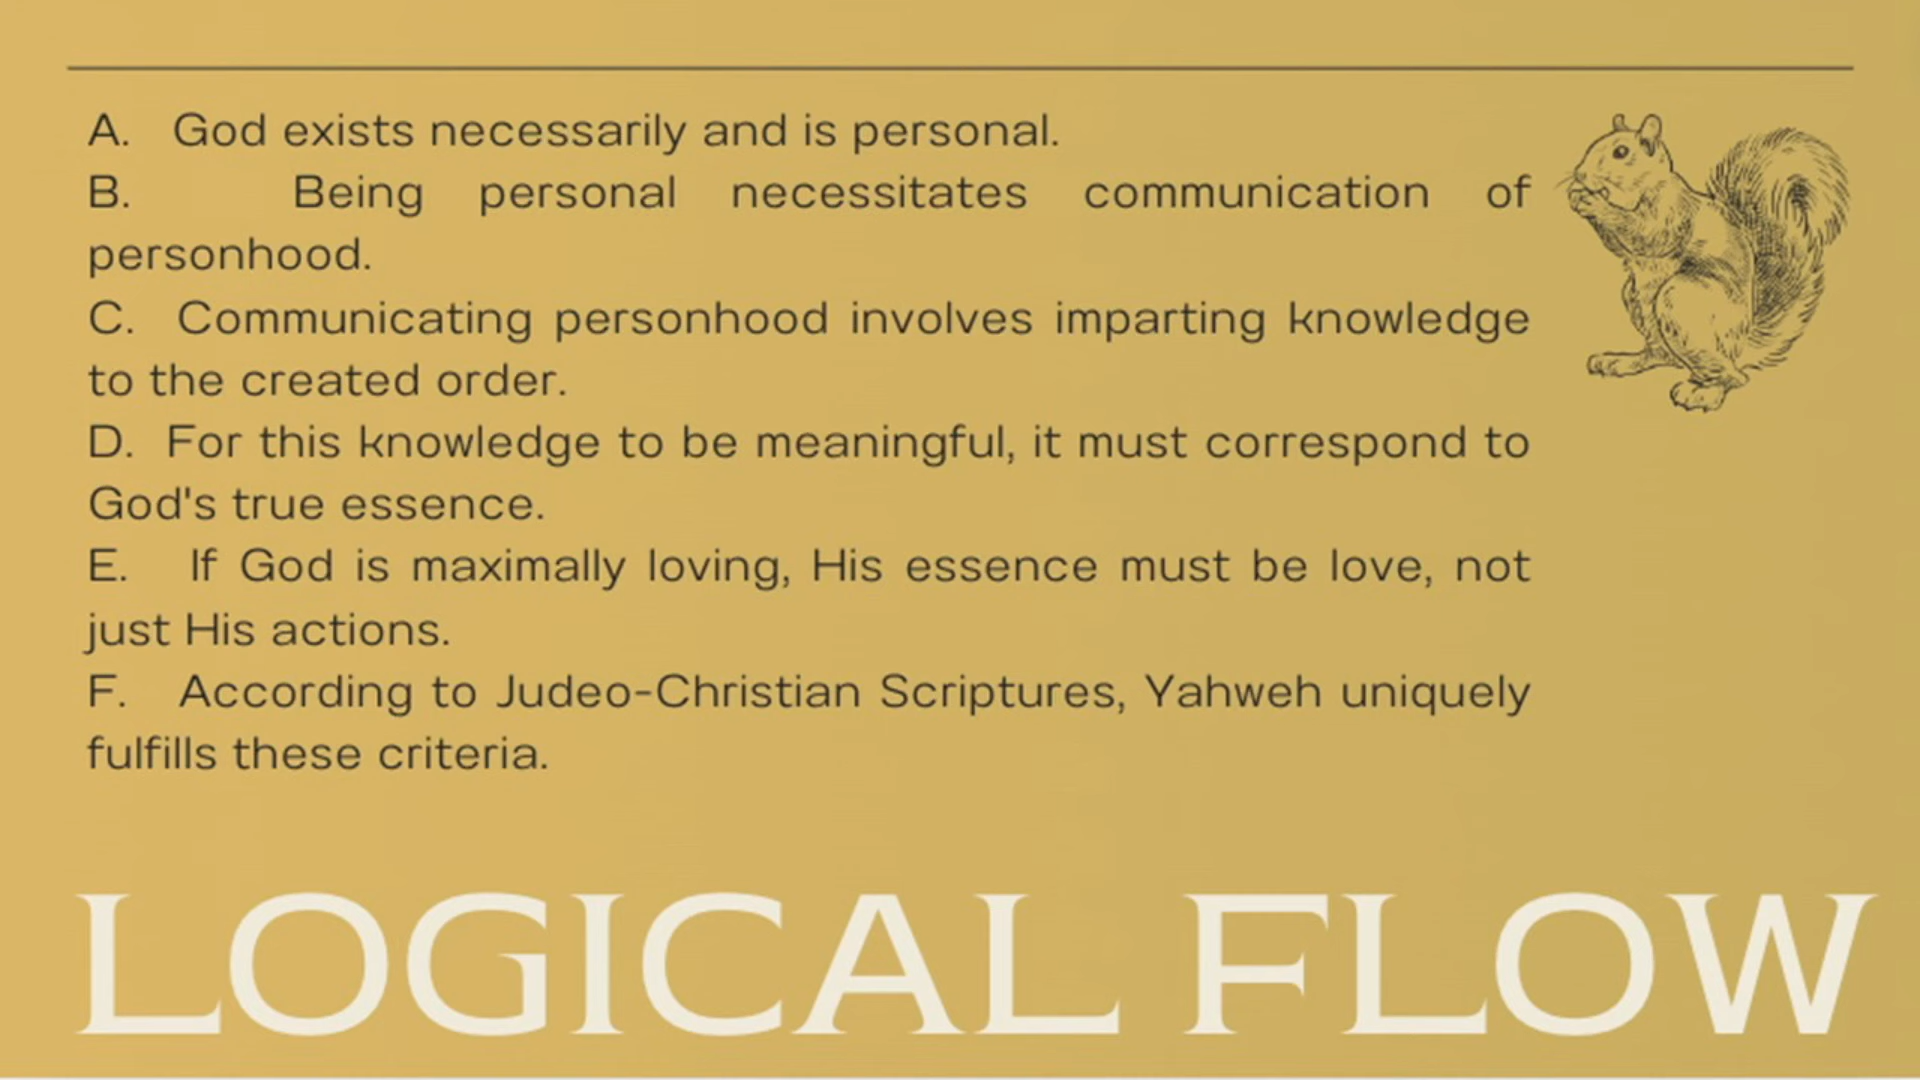 A. God exists necessarily and is personal.
B. Being personal necessitates communication of
personhood.
C. Communicating personhood involves imparting knowledge
to the created order.
D. For this knowledge to be meaningful, it must correspond to
God's true essence.
E. If God is maximally loving, His essence must be love, not
just His actions.
F. According to Judeo-Christian Scriptures, Yahweh uniquely
fulfills these criteria.
LOGICAL FLOW